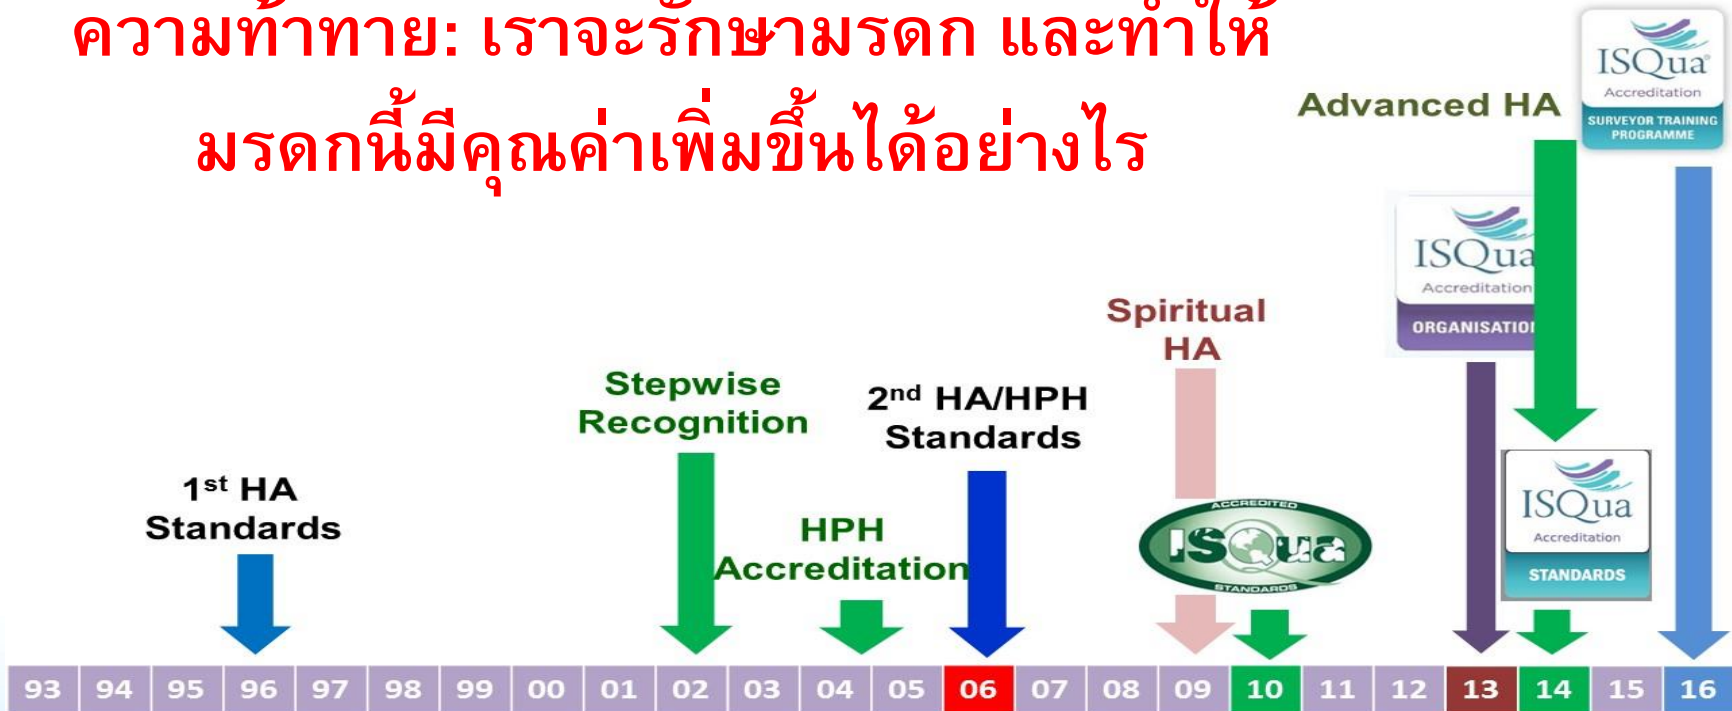 ความท้าทาย: เราจะรักษามรดก และทำให้
มรดกนี้มีคุณค่าเพิ่มขึ้นได้อย่างไร
Advanced HA
ISQua
Accreditation
SURVEYOR TRAINING
PROGRAMME
ISQua
Accreditation
ORGANISATION
Spiritual
HA
Stepwise
Recognition
2nd HA/HPH
Standards
1st HA
Standards
HPH
Accreditation
ACCREDITED
ISQua
STANDARDS
ISQua
Accreditation
STANDARDS
93 94 95 96 97 98 99 00 01 02 03 04 05 06 07 08 09 10 11 12 13 14 15 16